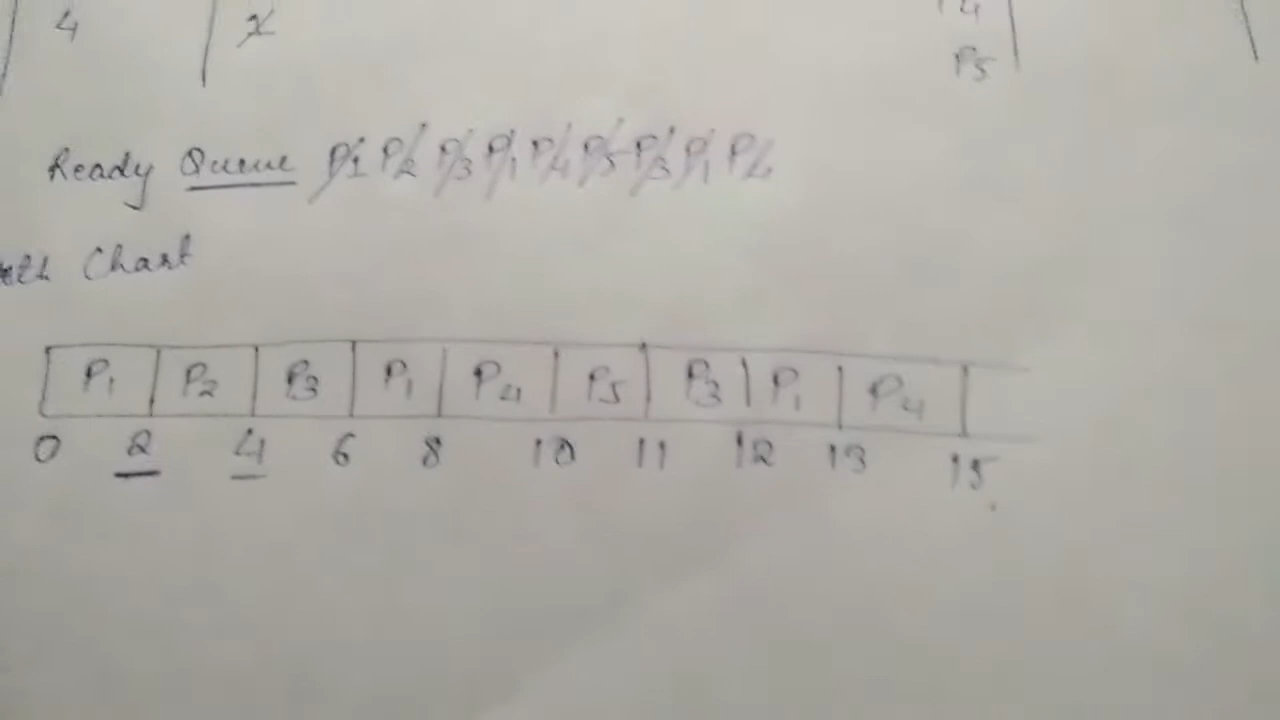 4 x
P5
Ready Queue P1 P2 P3 P1 P4 P5 P3 P1 P4
Chart
P1 P2 P3 P1 P4 P5 P3 P1 P4
0 2 4 6 8 10 11 12 13 15